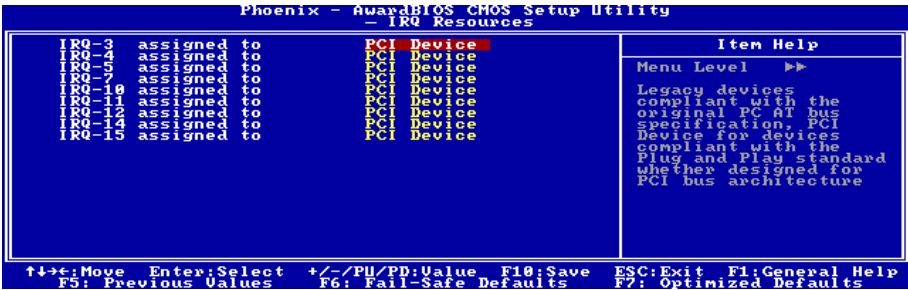 Phoenix - AwardBIOS CMOS Setup Utility
- IRQ Resources
IRQ-3 assigned to PCI Device
IRQ-4 assigned to PCI Device
IRQ-5 assigned to PCI Device
IRQ-7 assigned to PCI Device
IRQ-10 assigned to PCI Device
IRQ-11 assigned to PCI Device
IRQ-12 assigned to PCI Device
IRQ-14 assigned to PCI Device
IRQ-15 assigned to PCI Device
Item Help
Menu Level ▶▶
Legacy devices
compliant with the
original PC AT bus
specification, PCI
Device for devices
compliant with the
Plug and Play standard
whether designed for
PCI bus architecture
↑↓→←:Move Enter:Select +/-/PU/PD:Value F10:Save ESC:Exit F1:General Help
F5: Previous Values F6: Fail-Safe Defaults F7: Optimized Defaults